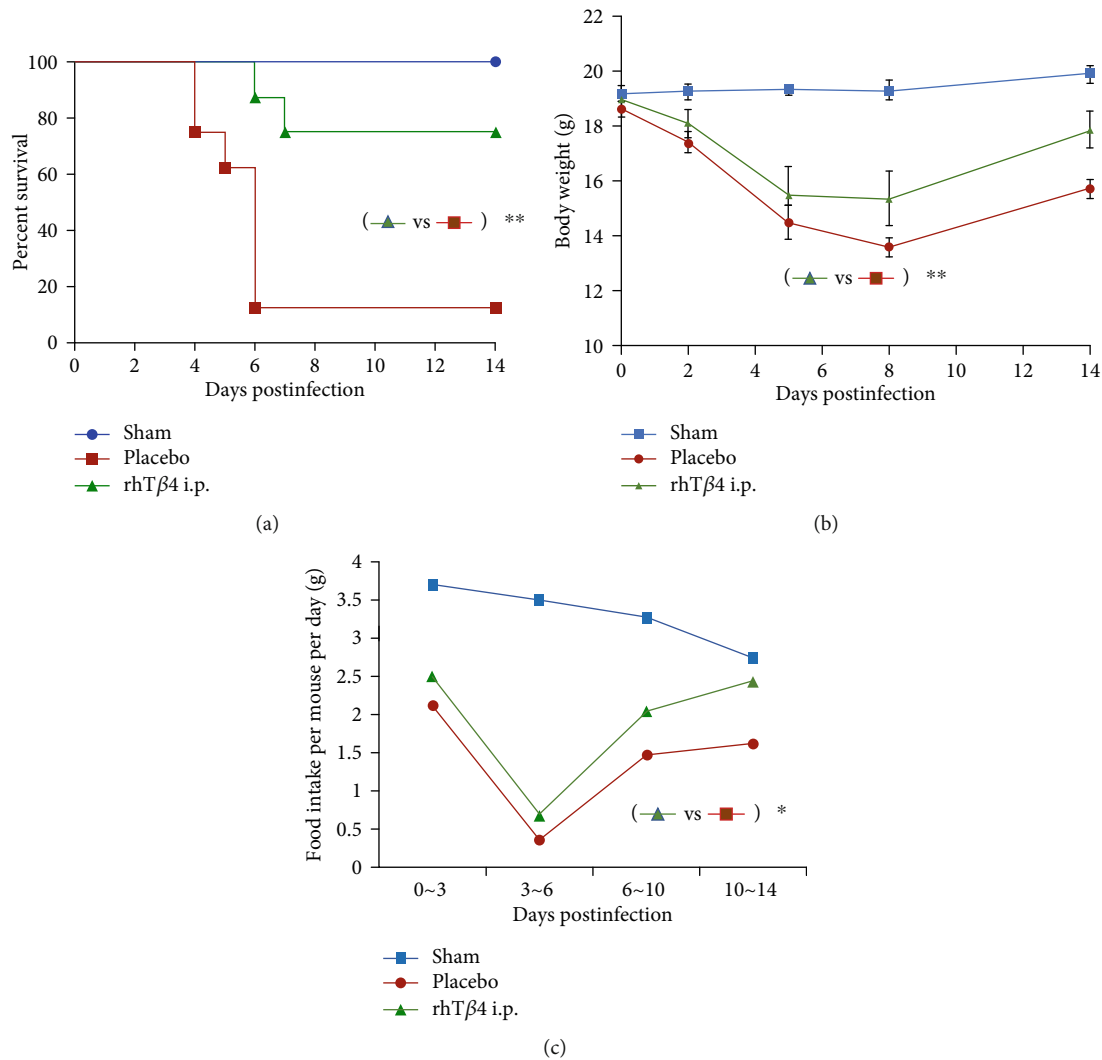 100
80
60
40
20
0
Percent survival
( vs ) **
0 2 4 6 8 10 12 14
Days postinfection
Sham
Placebo
rhTβ4 i.p.
(a)
22
20
18
16
14
12
10
Body weight (g)
( vs ) **
0 2 4 6 8 10 12 14
Days postinfection
Sham
Placebo
rhTβ4 i.p.
(b)
4
3.5
3
2.5
2
1.5
1
0.5
0
Food intake per mouse per day (g)
( vs ) *
0~3 3~6 6~10 10~14
Days postinfection
Sham
Placebo
rhTβ4 i.p.
(c)